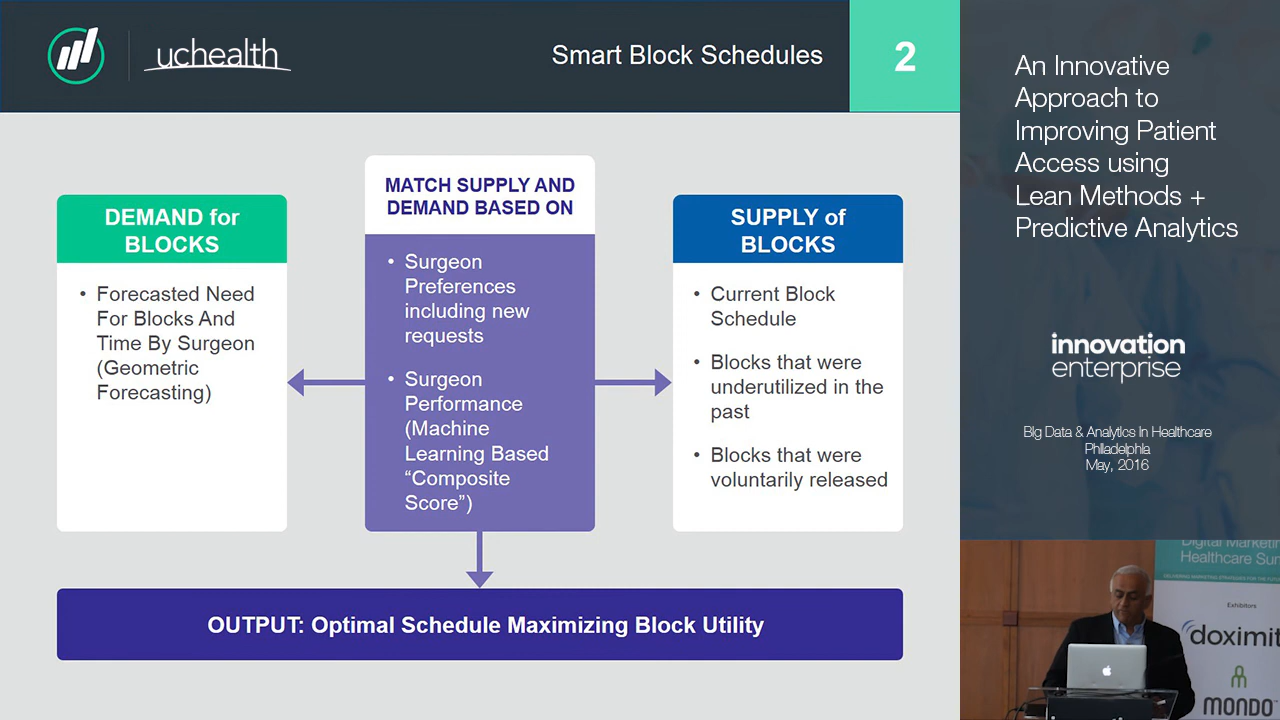 uchealth
Smart Block Schedules
2
DEMAND for
BLOCKS
• Forecasted Need
For Blocks And
Time By Surgeon
(Geometric
Forecasting)
MATCH SUPPLY AND
DEMAND BASED ON
• Surgeon
Preferences
including new
requests
• Surgeon
Performance
(Machine
Learning Based
“Composite
Score”)
SUPPLY of
BLOCKS
• Current Block
Schedule
• Blocks that were
underutilized in the
past
• Blocks that were
voluntarily released
OUTPUT: Optimal Schedule Maximizing Block Utility
An Innovative
Approach to
Improving Patient
Access using
Lean Methods +
Predictive Analytics
innovation
enterprise
Big Data & Analytics In Healthcare
Philadelphia
May, 2016
Digital Marketin
Healthcare Sum
Exhibitors
doximit
MONDO
innovation